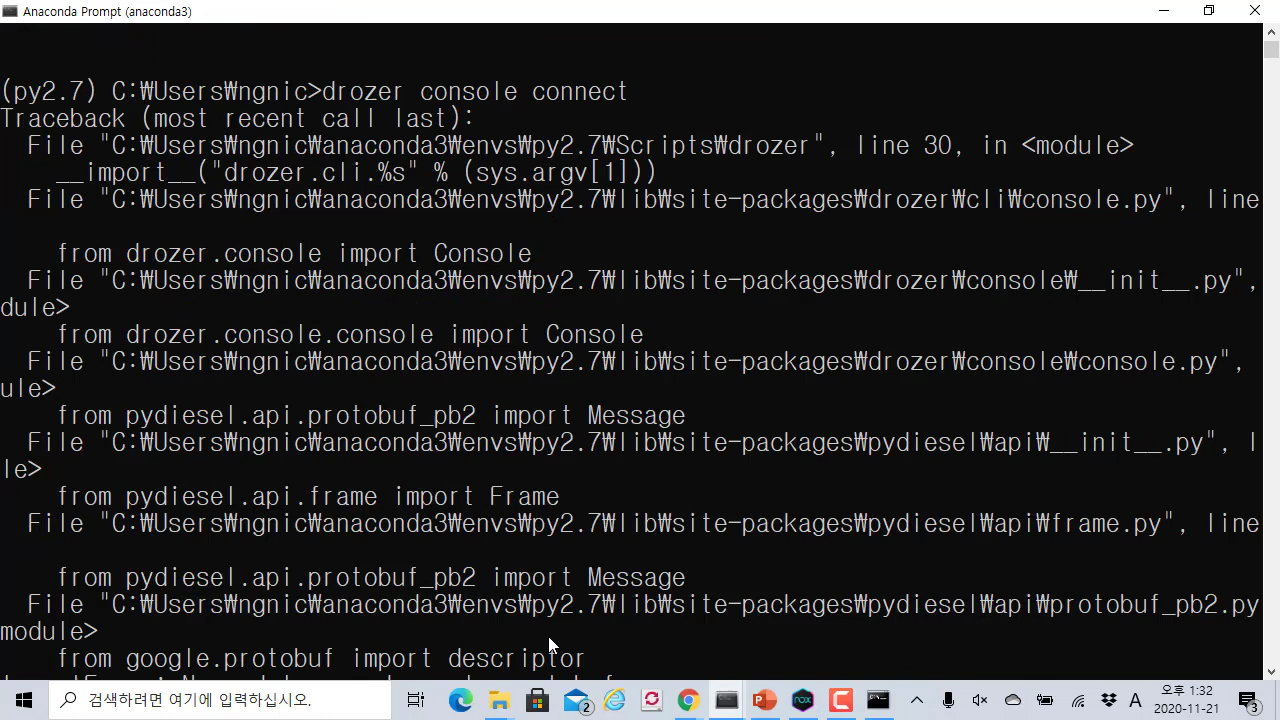 Anaconda Prompt (anaconda3)
(py2.7) C:₩Users₩ngnic>drozer console connect
Traceback (most recent call last):
  File "C:₩Users₩ngnic₩anaconda3₩envs₩py2.7₩Scripts₩drozer", line 30, in <module>
    __import__("drozer.cli.%s" % (sys.argv[1]))
  File "C:₩Users₩ngnic₩anaconda3₩envs₩py2.7₩lib₩site-packages₩drozer₩cli₩console.py", line
    from drozer.console import Console
  File "C:₩Users₩ngnic₩anaconda3₩envs₩py2.7₩lib₩site-packages₩drozer₩console₩__init__.py",
dule>
    from drozer.console.console import Console
  File "C:₩Users₩ngnic₩anaconda3₩envs₩py2.7₩lib₩site-packages₩drozer₩console₩console.py",
ule>
    from pydiesel.api.protobuf_pb2 import Message
  File "C:₩Users₩ngnic₩anaconda3₩envs₩py2.7₩lib₩site-packages₩pydiesel₩api₩__init__.py", l
le>
    from pydiesel.api.frame import Frame
  File "C:₩Users₩ngnic₩anaconda3₩envs₩py2.7₩lib₩site-packages₩pydiesel₩api₩frame.py", line
    from pydiesel.api.protobuf_pb2 import Message
  File "C:₩Users₩ngnic₩anaconda3₩envs₩py2.7₩lib₩site-packages₩pydiesel₩api₩protobuf_pb2.py
module>
    from google.protobuf import descriptor
검색하려면 여기에 입력하십시오.
2
rox
A
오후 1:32
2020-11-21
3